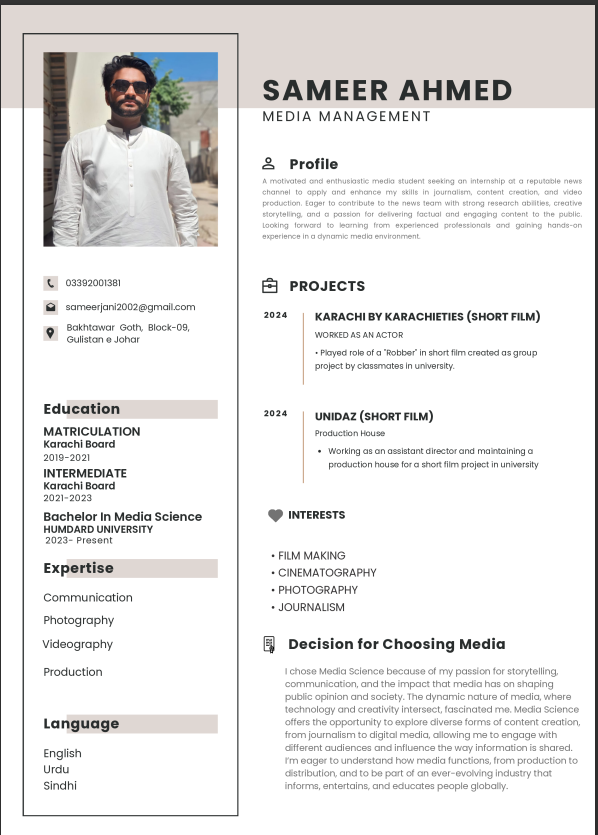 SAMEER AHMED
MEDIA MANAGEMENT
03392001381
sameerjani2002@gmail.com
Bakhtawar Goth, Block-09,
Gulistan e Johar
Education
MATRICULATION
Karachi Board
2019-2021
INTERMEDIATE
Karachi Board
2021-2023
Bachelor In Media Science
HUMDARD UNIVERSITY
2023- Present
Expertise
Communication
Photography
Videography
Production
Language
English
Urdu
Sindhi
Profile
A motivated and enthusiastic media student seeking an internship at a reputable news
channel to apply and enhance my skills in journalism, content creation, and video
production. Eager to contribute to the news team with strong research abilities, creative
storytelling, and a passion for delivering factual and engaging content to the public.
Looking forward to learning from experienced professionals and gaining hands-on
experience in a dynamic media environment.
PROJECTS
2024
KARACHI BY KARACHIETIES (SHORT FILM)
WORKED AS AN ACTOR
• Played role of a "Robber" in short film created as group
project by classmates in university.
2024
UNIDAZ (SHORT FILM)
Production House
• Working as an assistant director and maintaining a
production house for a short film project in university
INTERESTS
• FILM MAKING
• CINEMATOGRAPHY
• PHOTOGRAPHY
• JOURNALISM
Decision for Choosing Media
I chose Media Science because of my passion for storytelling,
communication, and the impact that media has on shaping
public opinion and society. The dynamic nature of media, where
technology and creativity intersect, fascinated me. Media Science
offers the opportunity to explore diverse forms of content creation,
from journalism to digital media, allowing me to engage with
different audiences and influence the way information is shared.
I'm eager to understand how media functions, from production to
distribution, and to be part of an ever-evolving industry that
informs, entertains, and educates people globally.